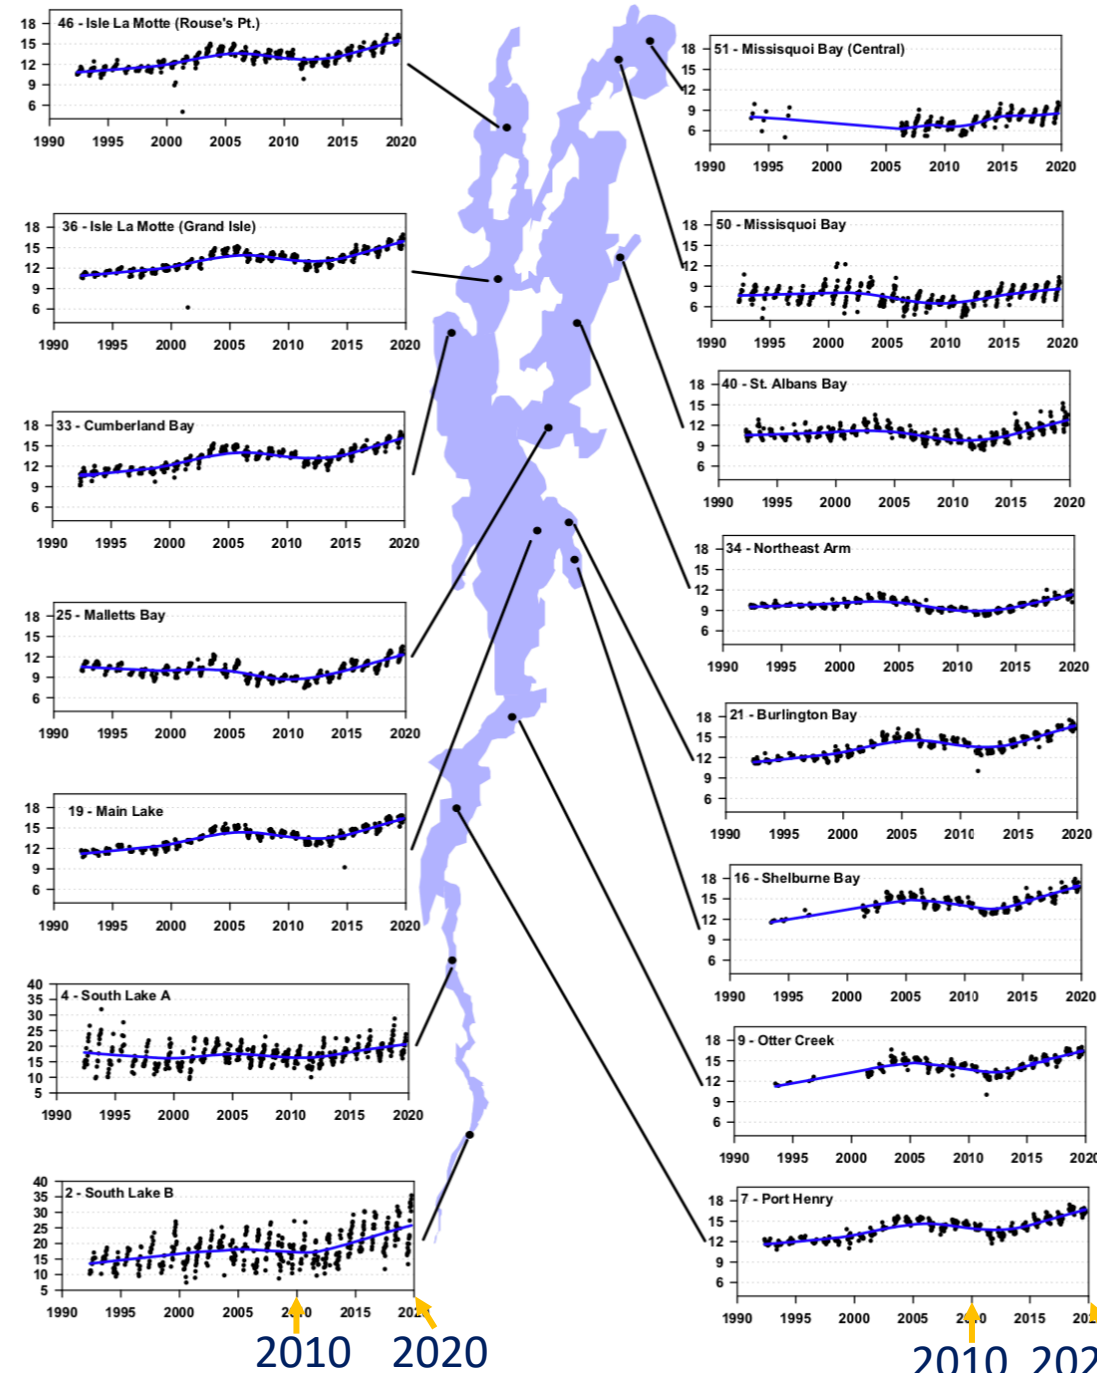 46 - Isle La Motte (Rouse's Pt.)
18
15
12
9
6
1990 1995 2000 2005 2010 2015 2020
36 - Isle La Motte (Grand Isle)
18
15
12
9
6
1990 1995 2000 2005 2010 2015 2020
33 - Cumberland Bay
18
15
12
9
6
1990 1995 2000 2005 2010 2015 2020
25 - Malletts Bay
18
15
12
9
6
1990 1995 2000 2005 2010 2015 2020
19 - Main Lake
18
15
12
9
6
1990 1995 2000 2005 2010 2015 2020
4 - South Lake A
40
35
30
25
20
15
10
5
1990 1995 2000 2005 2010 2015 2020
2 - South Lake B
40
35
30
25
20
15
10
5
1990 1995 2000 2005 2010 2015 2020
2010 2020
51 - Missisquoi Bay (Central)
18
15
12
9
6
1990 1995 2000 2005 2010 2015 2020
50 - Missisquoi Bay
18
15
12
9
6
1990 1995 2000 2005 2010 2015 2020
40 - St. Albans Bay
18
15
12
9
6
1990 1995 2000 2005 2010 2015 2020
34 - Northeast Arm
18
15
12
9
6
1990 1995 2000 2005 2010 2015 2020
21 - Burlington Bay
18
15
12
9
6
1990 1995 2000 2005 2010 2015 2020
16 - Shelburne Bay
18
15
12
9
6
1990 1995 2000 2005 2010 2015 2020
9 - Otter Creek
18
15
12
9
6
1990 1995 2000 2005 2010 2015 2020
7 - Port Henry
18
15
12
9
6
1990 1995 2000 2005 2010 2015 2020
2010 202